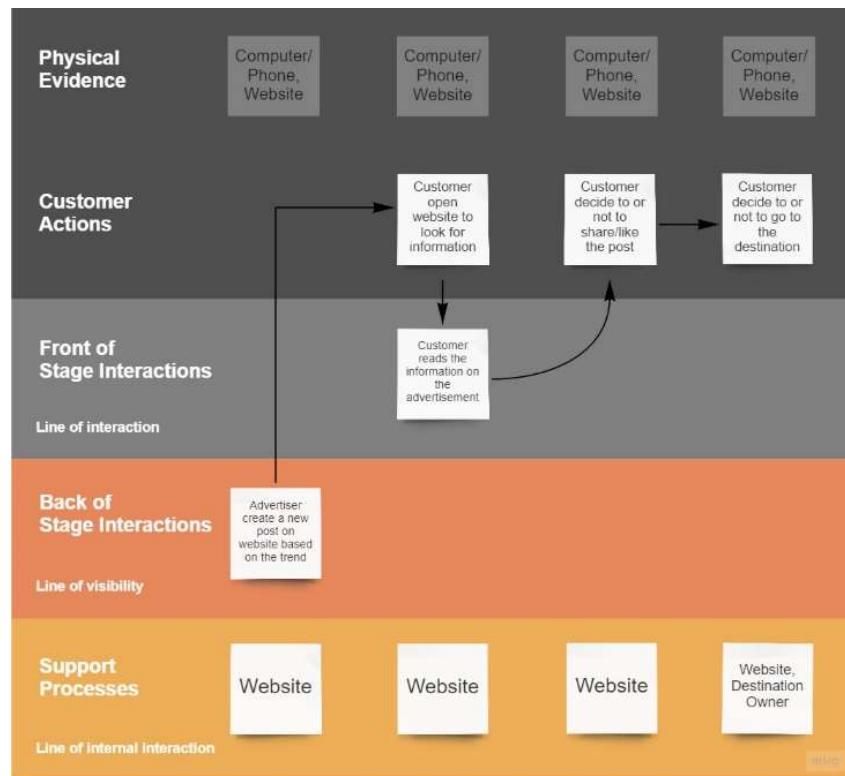 Physical
Evidence
Computer/
Phone,
Website
Computer/
Phone,
Website
Computer/
Phone,
Website
Computer/
Phone,
Website
Customer
Actions
Customer
open
website to
look for
information
Customer
decide to or
not to
share/like
the post
Customer
decide to or
not to go to
the
destination
Front of
Stage Interactions
Customer
reads the
information on
the
advertisement
Line of interaction
Back of
Stage Interactions
Advertiser
create a new
post on
website based
on the trend
Line of visibility
Support
Processes
Website
Website
Website
Website,
Destination
Owner
Line of internal interaction
miro